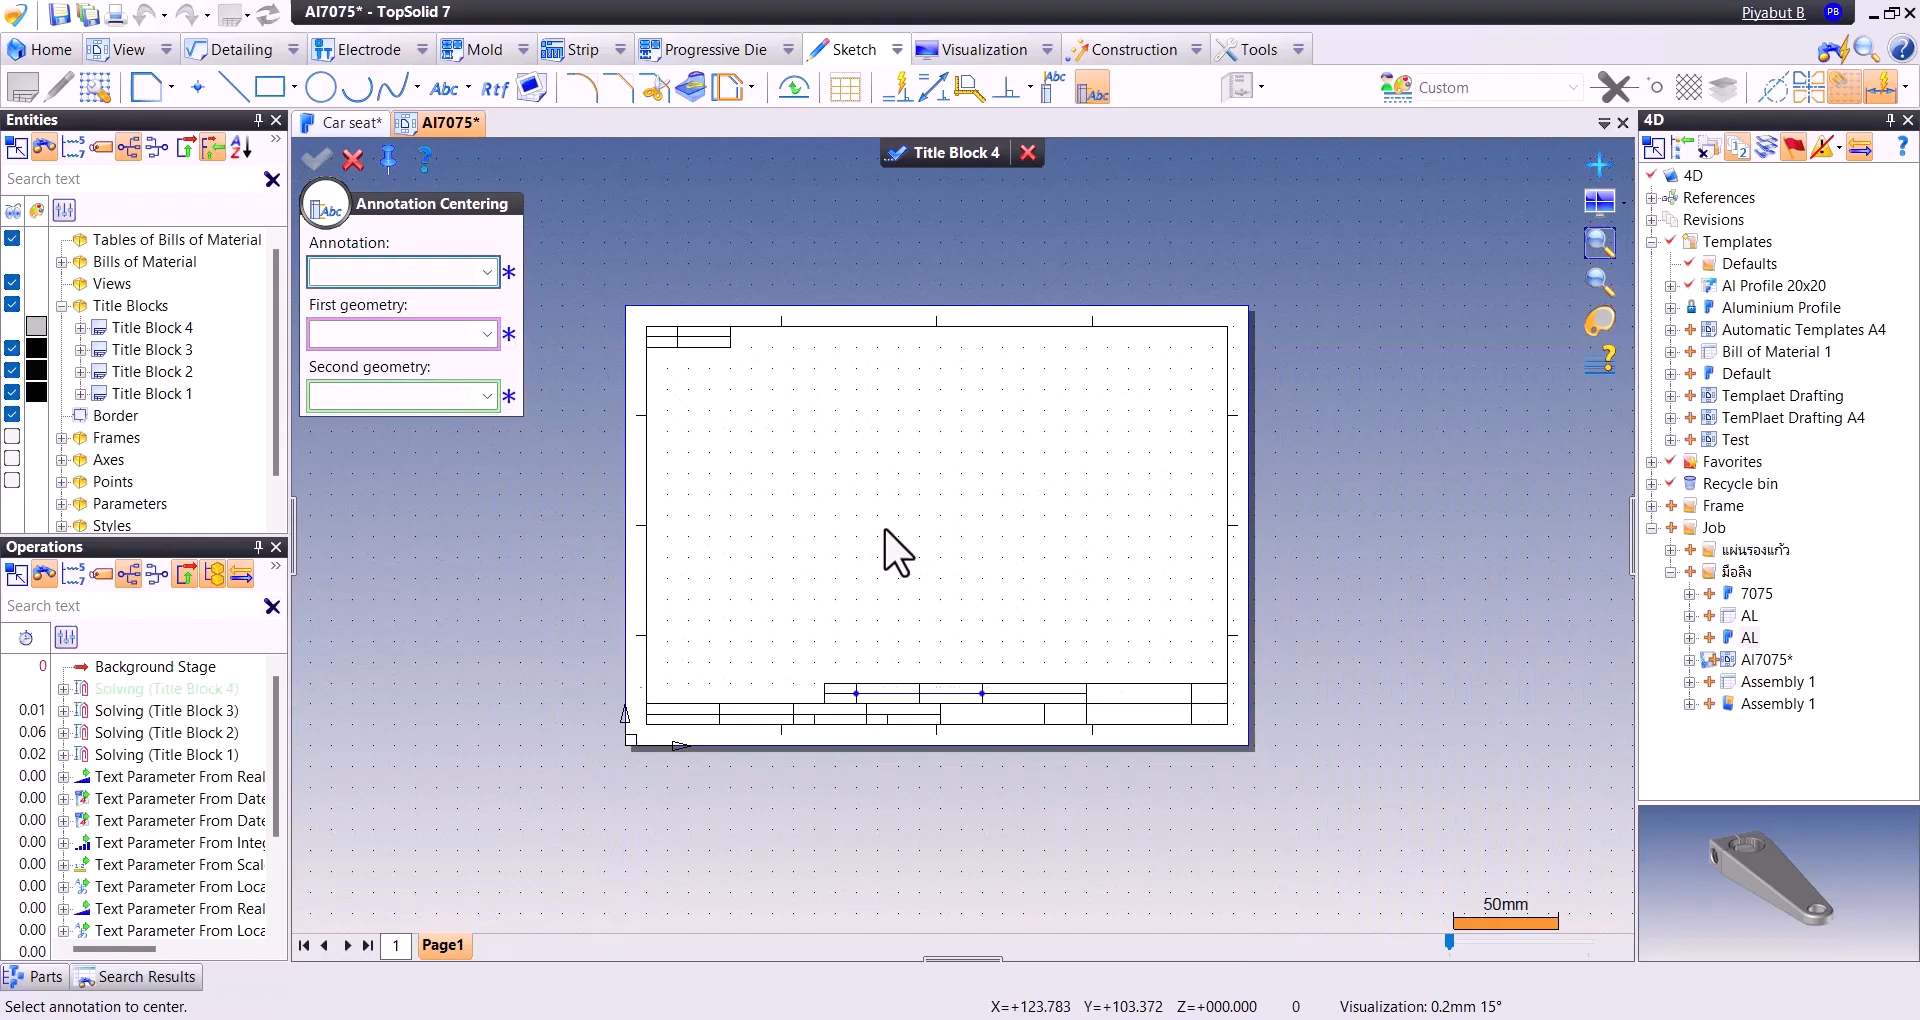 AI7075* - TopSolid 7
Piyabut B
PB
Home
View
Detailing
Electrode
Mold
Strip
Progressive Die
Sketch
Visualization
Construction
Tools
Abc
Rtf
Abc
Abc
Custom
Entities
Car seat*
AI7075*
4D
Search text
Title Block 4
Annotation Centering
Annotation:
First geometry:
Second geometry:
Tables of Bills of Material
Bills of Material
Views
Title Blocks
Title Block 4
Title Block 3
Title Block 2
Title Block 1
Border
Frames
Axes
Points
Parameters
Styles
Operations
Search text
0 Background Stage
Solving (Title Block 4)
0.01 Solving (Title Block 3)
0.06 Solving (Title Block 2)
0.02 Solving (Title Block 1)
0.00 Text Parameter From Real
0.00 Text Parameter From Date
0.00 Text Parameter From Date
0.00 Text Parameter From Integ
0.00 Text Parameter From Scal
0.00 Text Parameter From Loca
0.00 Text Parameter From Real
0.00 Text Parameter From Loca
0.00
Parts
Search Results
4D
References
Revisions
Templates
Defaults
Al Profile 20x20
Aluminium Profile
Automatic Templates A4
Bill of Material 1
Default
Templaet Drafting
TemPlaet Drafting A4
Test
Favorites
Recycle bin
Frame
Job
แผ่นรองแก้ว
มือลิง
7075
AL
AL
AI7075*
Assembly 1
Assembly 1
50mm
1
Page1
Select annotation to center.
X=+123.783 Y=+103.372 Z=+000.000 0 Visualization: 0.2mm 15°